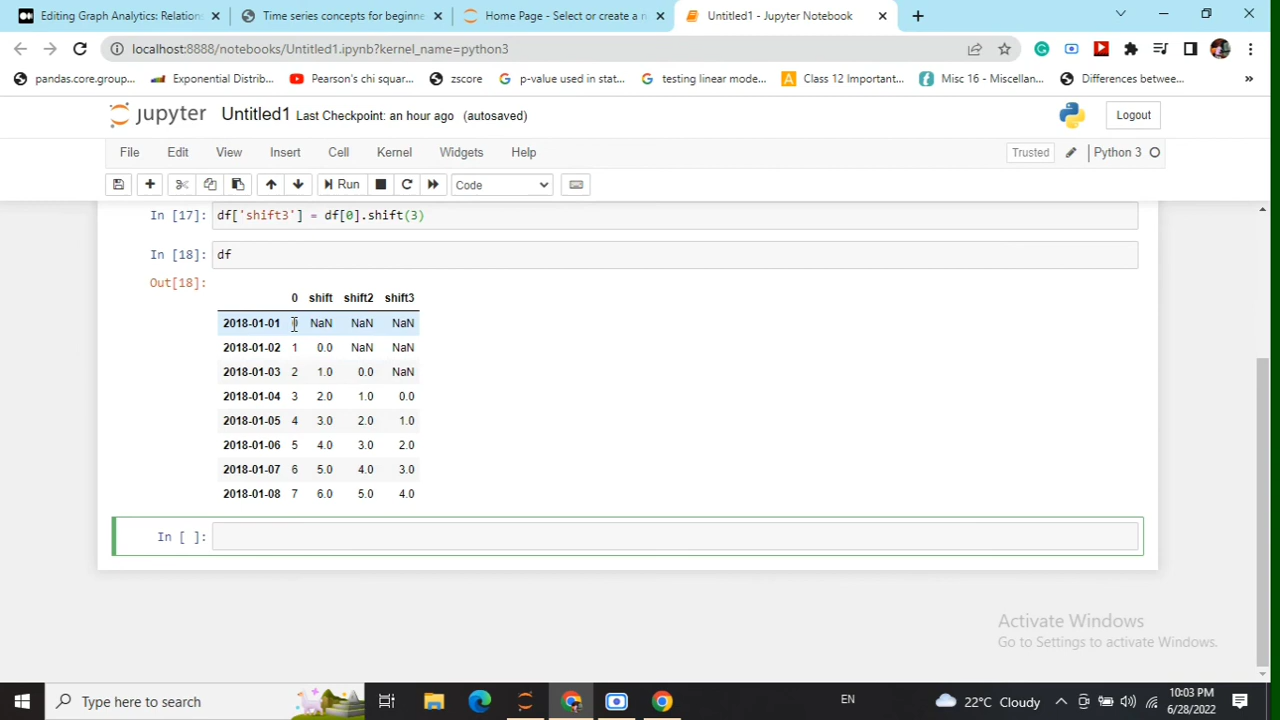 Editing Graph Analytics: Relation
Time series concepts for beginne
Home Page - Select or create a n
Untitled1 - Jupyter Notebook
localhost:8888/notebooks/Untitled1.ipynb?kernel_name=python3
pandas.core.group...
Exponential Distrib...
Pearson's chi squar...
zscore
p-value used in stat...
testing linear mode...
Class 12 Important...
Misc 16 - Miscellan...
Differences betwee...
»
jupyter Untitled1 Last Checkpoint: an hour ago (autosaved)
Logout
File Edit View Insert Cell Kernel Widgets Help
Trusted
Python 3
Run
Code
In [17]: df['shift3'] = df[0].shift(3)
In [18]: df
Out[18]:
0 shift shift2 shift3
2018-01-01 0 NaN NaN NaN
2018-01-02 1 0.0 NaN NaN
2018-01-03 2 1.0 0.0 NaN
2018-01-04 3 2.0 1.0 0.0
2018-01-05 4 3.0 2.0 1.0
2018-01-06 5 4.0 3.0 2.0
2018-01-07 6 5.0 4.0 3.0
2018-01-08 7 6.0 5.0 4.0
In [ ]:
Activate Windows
Go to Settings to activate Windows.
Type here to search
EN
22°C Cloudy
10:03 PM
6/28/2022